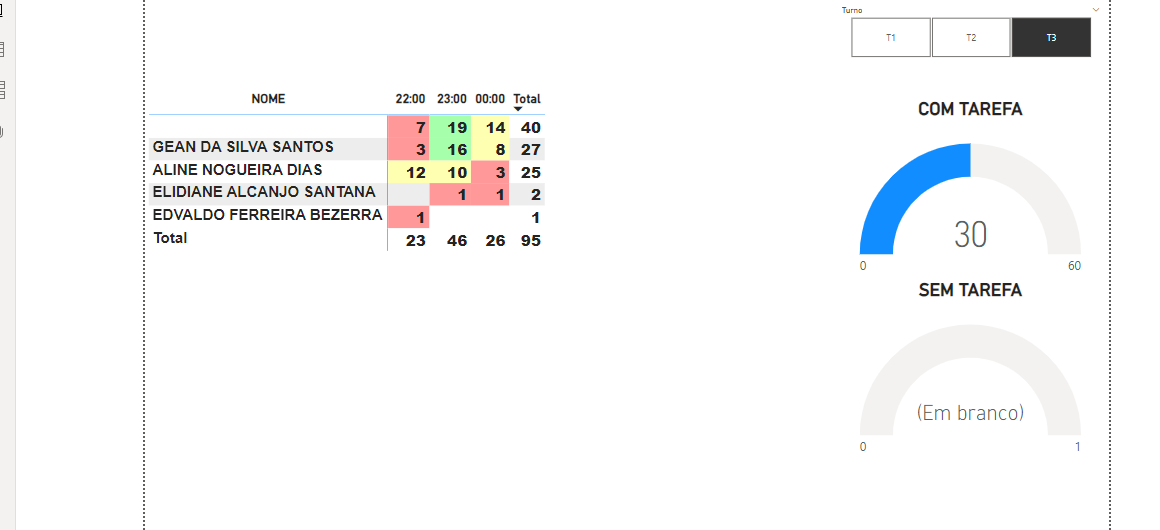 Turno
T1 T2 T3
NOME 22:00 23:00 00:00 Total
7 19 14 40
GEAN DA SILVA SANTOS 3 16 8 27
ALINE NOGUEIRA DIAS 12 10 3 25
ELIDIANE ALCANJO SANTANA 1 1 2
EDVALDO FERREIRA BEZERRA 1 1
Total 23 46 26 95
COM TAREFA
30
0 60
SEM TAREFA
(Em branco)
0 1